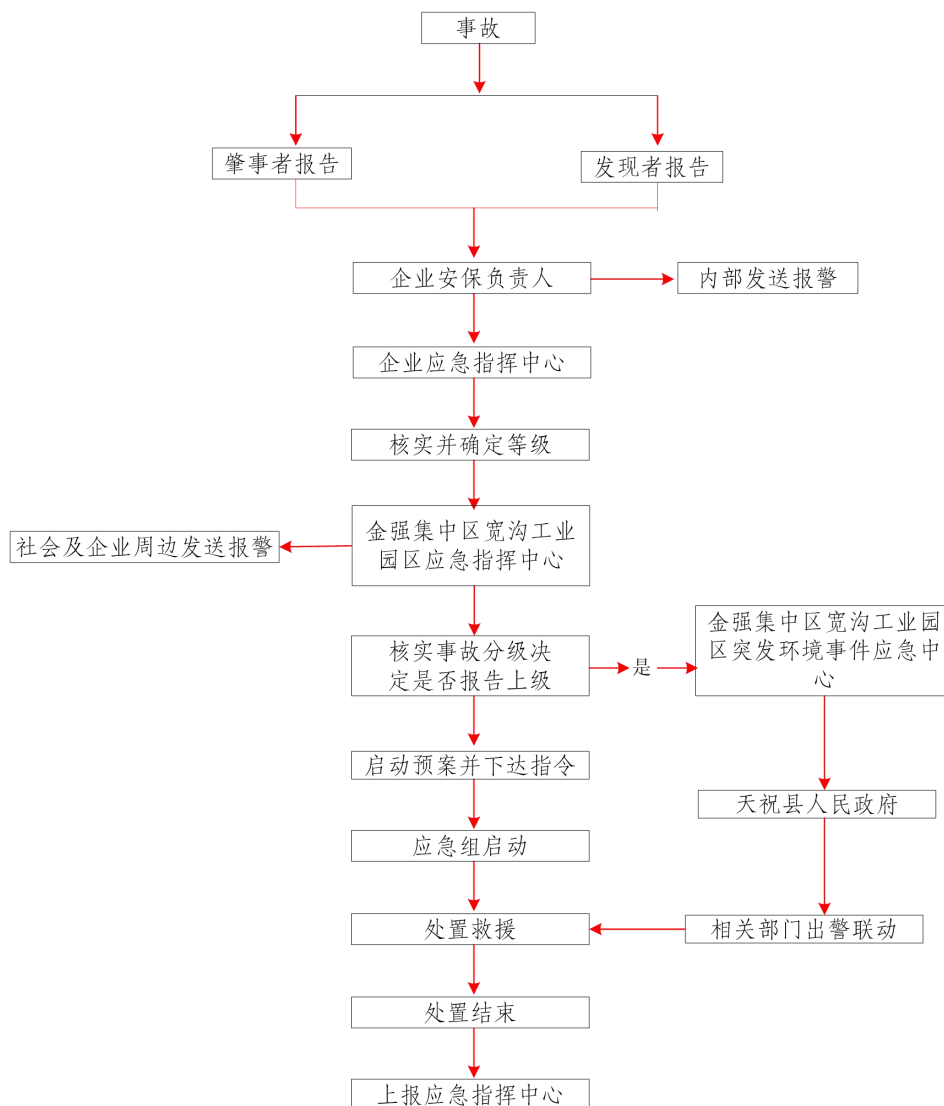 事故
肇事者报告
发现者报告
企业安保负责人
内部发送报警
企业应急指挥中心
核实并确定等级
社会及企业周边发送报警
金强集中区宽沟工业
园区应急指挥中心
核实事故分级决
定是否报告上级
是
金强集中区宽沟工业园
区突发环境事件应急中
心
启动预案并下达指令
天祝县人民政府
应急组启动
处置救援
相关部门出警联动
处置结束
上报应急指挥中心